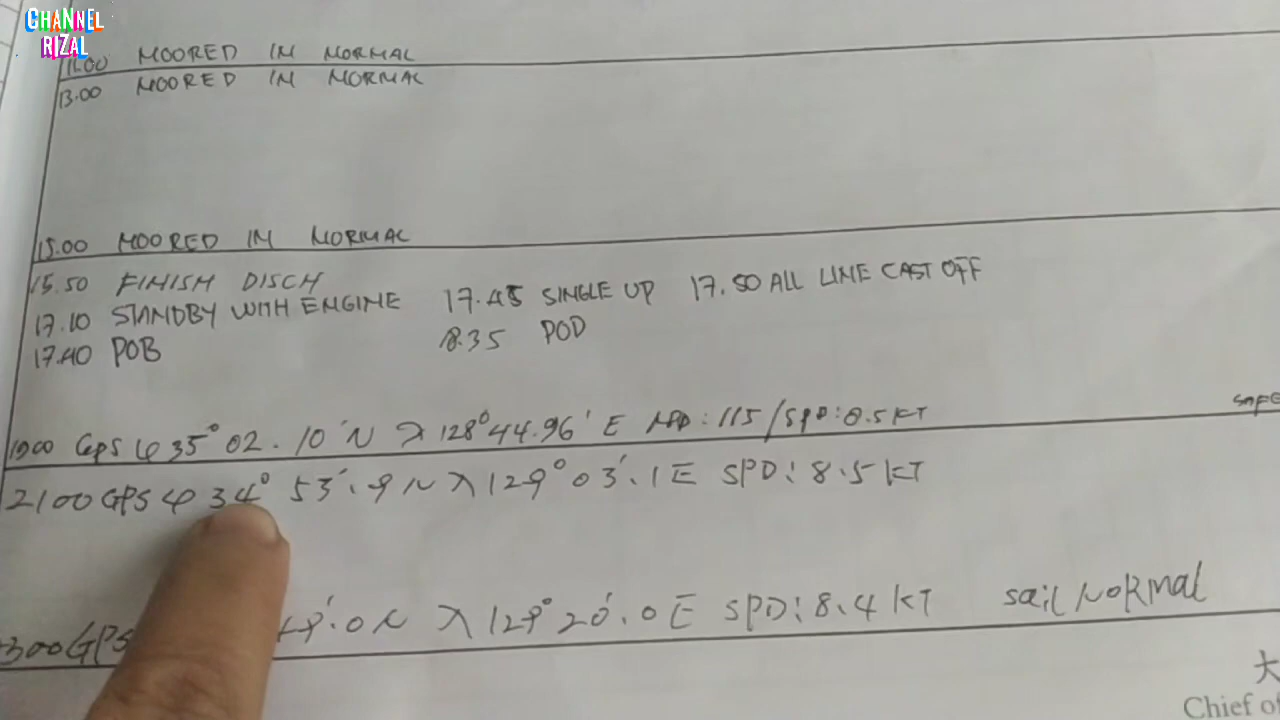 CHANNEL
RIZAL
11.00 MOORED IN NORMAL
13.00 MOORED IN NORMAL
15.00 MOORED IN NORMAL
15.50 FINISH DISCH
17.10 STANDBY WITH ENGINE 17.45 SINGLE UP 17.50 ALL LINE CAST OFF
17.40 POB 18.35 POD
1900 GPS φ 35° 02.10'N λ 128°44.96' E : 115/SPD:8.5 KT
2100 GPS φ 34° 53'.9 N λ 129° 03'.1 E SPD: 8.5 KT
300 GPS 9'.0 N λ 129° 20'.0 E SPD: 8.4 KT sail Normal
大
Chief of